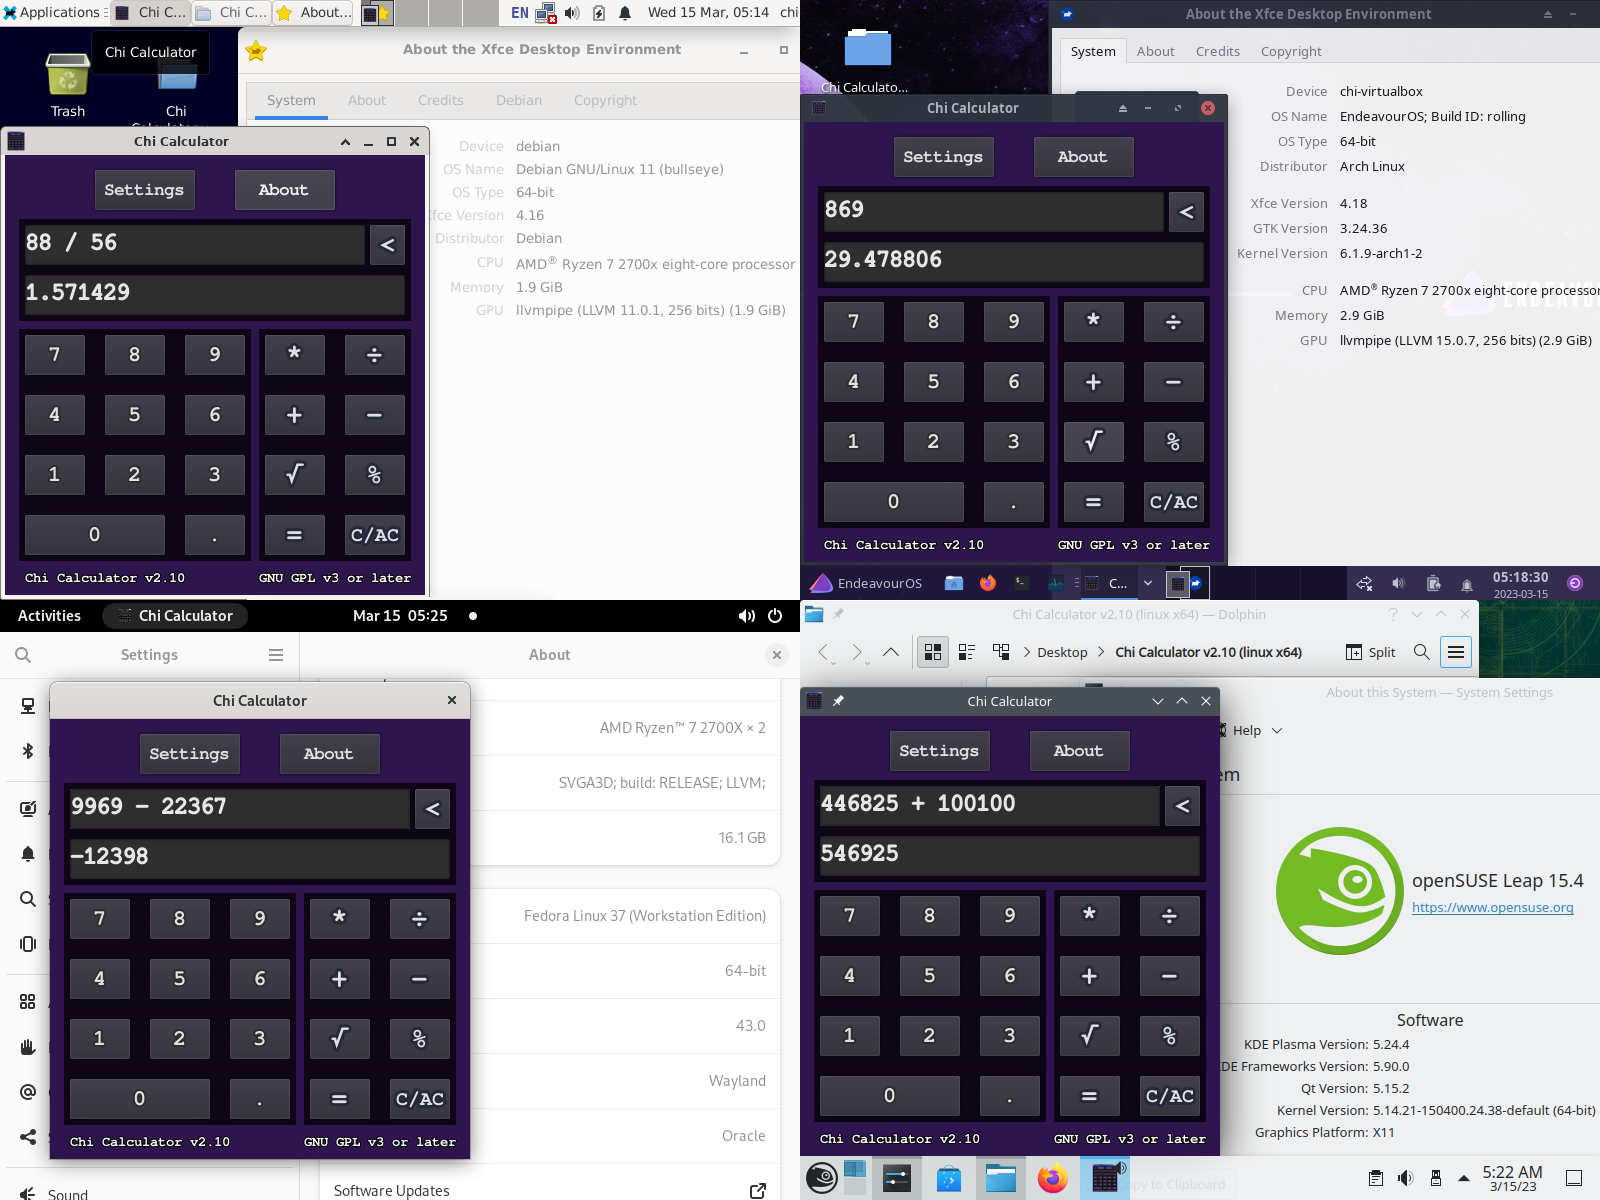 Applications
Chi C...
Chi C...
About...
EN
Wed 15 Mar, 05:14
chi
Chi Calculator
Trash
Chi
About the Xfce Desktop Environment
System
About
Credits
Debian
Copyright
Device debian
OS Name Debian GNU/Linux 11 (bullseye)
OS Type 64-bit
Xfce Version 4.16
Distributor Debian
CPU AMD® Ryzen 7 2700x eight-core processor
Memory 1.9 GiB
GPU llvmpipe (LLVM 11.0.1, 256 bits) (1.9 GiB)
Chi Calculator
Settings About
88 / 56
<
1.571429
7 8 9 * ÷
4 5 6 + −
1 2 3 √ %
0 . = C/AC
Chi Calculator v2.10 GNU GPL v3 or later
Chi Calculato...
About the Xfce Desktop Environment
System About Credits Copyright
Device chi-virtualbox
OS Name EndeavourOS; Build ID: rolling
OS Type 64-bit
Distributor Arch Linux
Xfce Version 4.18
GTK Version 3.24.36
Kernel Version 6.1.9-arch1-2
CPU AMD® Ryzen 7 2700x eight-core processor
Memory 2.9 GiB
GPU llvmpipe (LLVM 15.0.7, 256 bits) (2.9 GiB)
Chi Calculator
Settings About
869
<
29.478806
7 8 9 * ÷
4 5 6 + −
1 2 3 √ %
0 . = C/AC
Chi Calculator v2.10 GNU GPL v3 or later
EndeavourOS
C...
05:18:30
2023-03-15
Activities
Chi Calculator
Mar 15 05:25
Settings
About
AMD Ryzen™ 7 2700X × 2
SVGA3D; build: RELEASE; LLVM;
16.1 GB
Fedora Linux 37 (Workstation Edition)
64-bit
43.0
Wayland
Oracle
Software Updates
Sound
Chi Calculator
Settings About
9969 − 22367
<
−12398
7 8 9 * ÷
4 5 6 + −
1 2 3 √ %
0 . = C/AC
Chi Calculator v2.10 GNU GPL v3 or later
Chi Calculator v2.10 (linux x64) — Dolphin
Desktop
Chi Calculator v2.10 (linux x64)
Split
About this System — System Settings
Help
openSUSE Leap 15.4
https://www.opensuse.org
Software
KDE Plasma Version: 5.24.4
KDE Frameworks Version: 5.90.0
Qt Version: 5.15.2
Kernel Version: 5.14.21-150400.24.38-default (64-bit)
Graphics Platform: X11
Copy to Clipboard
Chi Calculator
Settings About
446825 + 100100
<
546925
7 8 9 * ÷
4 5 6 + −
1 2 3 √ %
0 . = C/AC
Chi Calculator v2.10 GNU GPL v3 or later
5:22 AM
3/15/23